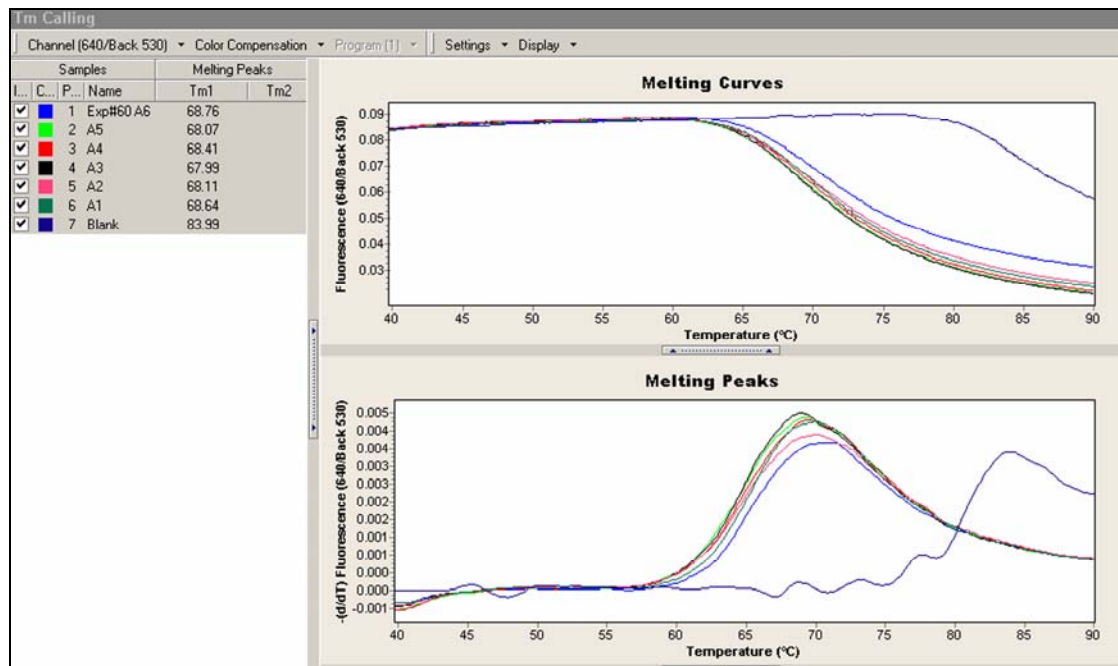 Tm Calling
Channel (640/Back 530) Color Compensation Program (1) Settings Display
Samples Melting Peaks
I... C... P... Name Tm1 Tm2
1 Exp#60 A6 68.76
2 A5 68.07
3 A4 68.41
4 A3 67.99
5 A2 68.11
6 A1 68.64
7 Blank 83.99
Melting Curves
Fluorescence (640/Back 530)
0.09
0.08
0.07
0.06
0.05
0.04
0.03
40 45 50 55 60 65 70 75 80 85 90
Temperature (°C)
Melting Peaks
-(d/dT) Fluorescence (640/Back 530)
0.005
0.004
0.004
0.003
0.003
0.002
0.002
0.001
0.001
0.000
0.000
-0.001
40 45 50 55 60 65 70 75 80 85 90
Temperature (°C)